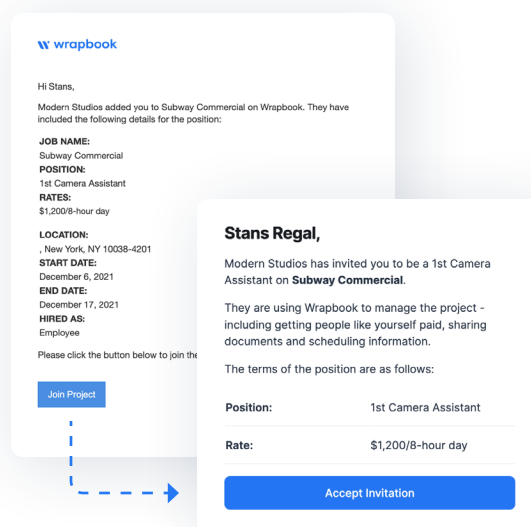 wrapbook
Hi Stans,
Modern Studios added you to Subway Commercial on Wrapbook. They have
included the following details for the position:
JOB NAME:
Subway Commercial
POSITION:
1st Camera Assistant
RATES:
$1,200/8-hour day
LOCATION:
, New York, NY 10038-4201
START DATE:
December 6, 2021
END DATE:
December 17, 2021
HIRED AS:
Employee
Please click the button below to join the
Join Project
Stans Regal,
Modern Studios has invited you to be a 1st Camera
Assistant on Subway Commercial.
They are using Wrapbook to manage the project -
including getting people like yourself paid, sharing
documents and scheduling information.
The terms of the position are as follows:
Position: 1st Camera Assistant
Rate: $1,200/8-hour day
Accept Invitation